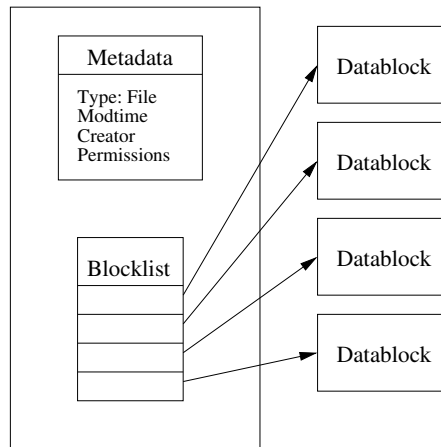 Metadata
Type: File
Modtime
Creator
Permissions
Blocklist
Datablock
Datablock
Datablock
Datablock